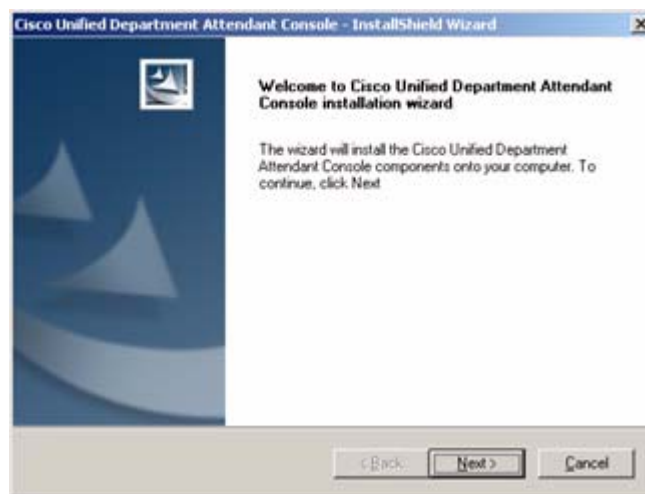 Cisco Unified Department Attendant Console - InstallShield Wizard
Welcome to Cisco Unified Department Attendant
Console installation wizard
The wizard will install the Cisco Unified Department
Attendant Console components onto your computer. To
continue, click Next
< Back
Next >
Cancel